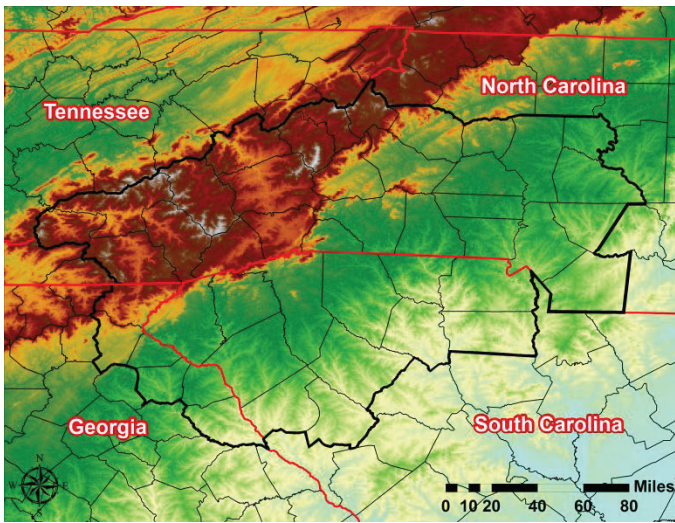 North Carolina
Tennessee
Georgia
South Carolina
N
W E
S
Miles
0 10 20 40 60 80